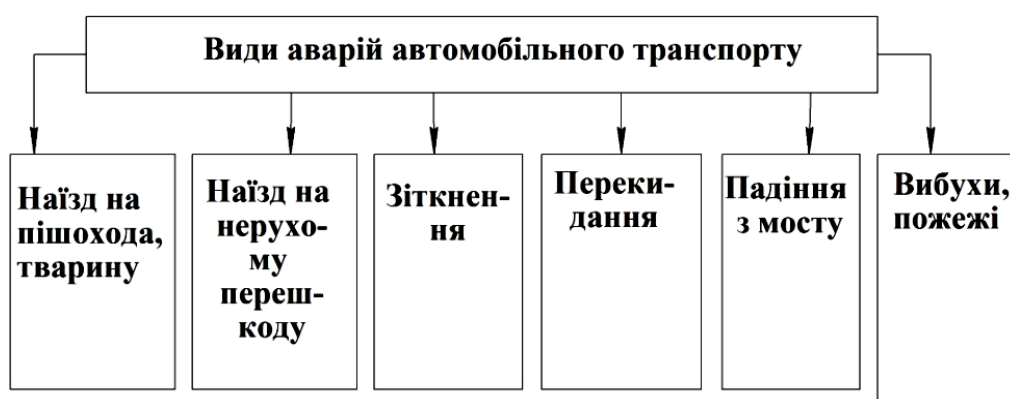 Види аварій автомобільного транспорту
Наїзд на
пішохода,
тварину
Наїзд на
нерухо-
му
переш-
коду
Зіткнен-
ня
Переки-
дання
Падіння
з мосту
Вибухи,
пожежі